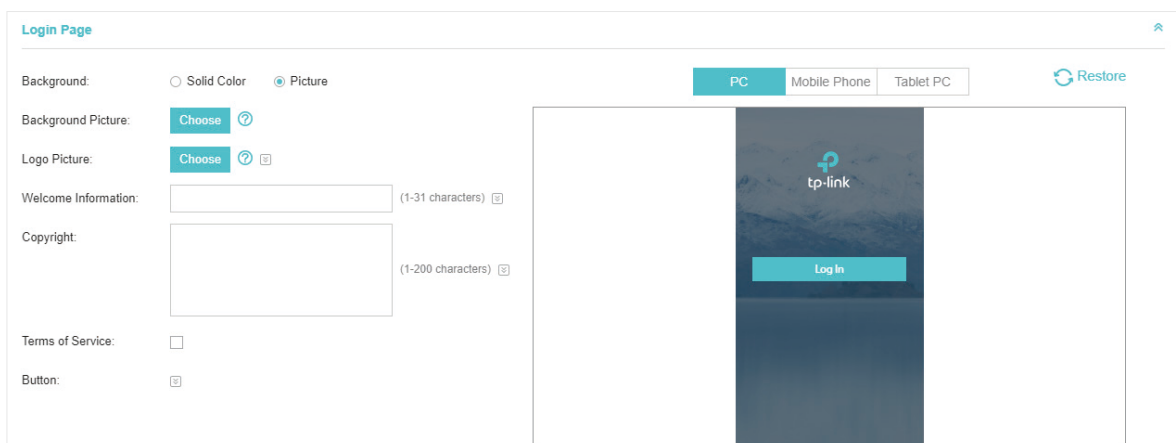 Login Page
Background: Solid Color Picture
PC Mobile Phone Tablet PC Restore
Background Picture: Choose
Logo Picture: Choose
Welcome Information: (1-31 characters)
Copyright:
(1-200 characters)
Terms of Service:
Button:
tp-link
Log In